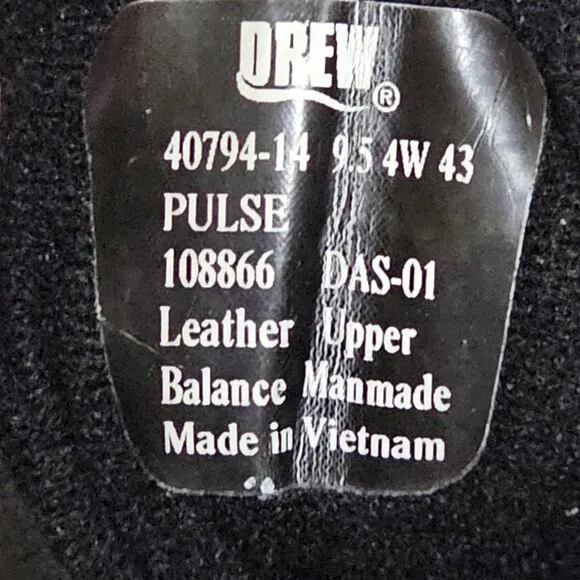 DREW®
40794-14 9.5 4W 43
PULSE
108866 DAS-01
Leather Upper
Balance Manmade
Made in Vietnam